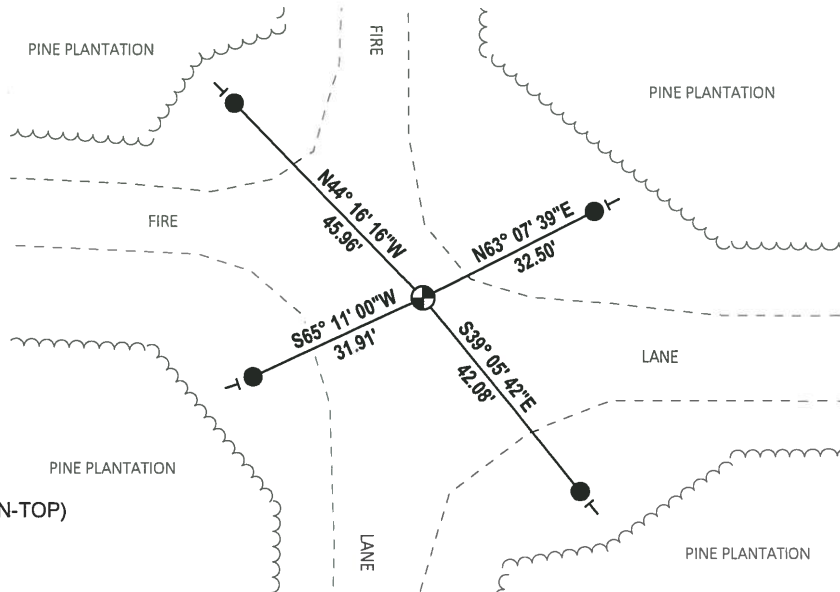 PINE PLANTATION
FIRE
PINE PLANTATION
N44° 16' 16"W
45.96'
FIRE
N63° 07' 39"E
32.50'
S65° 11' 00"W
31.91'
S39° 05' 42"E
42.08'
LANE
PINE PLANTATION
N-TOP)
LANE
PINE PLANTATION